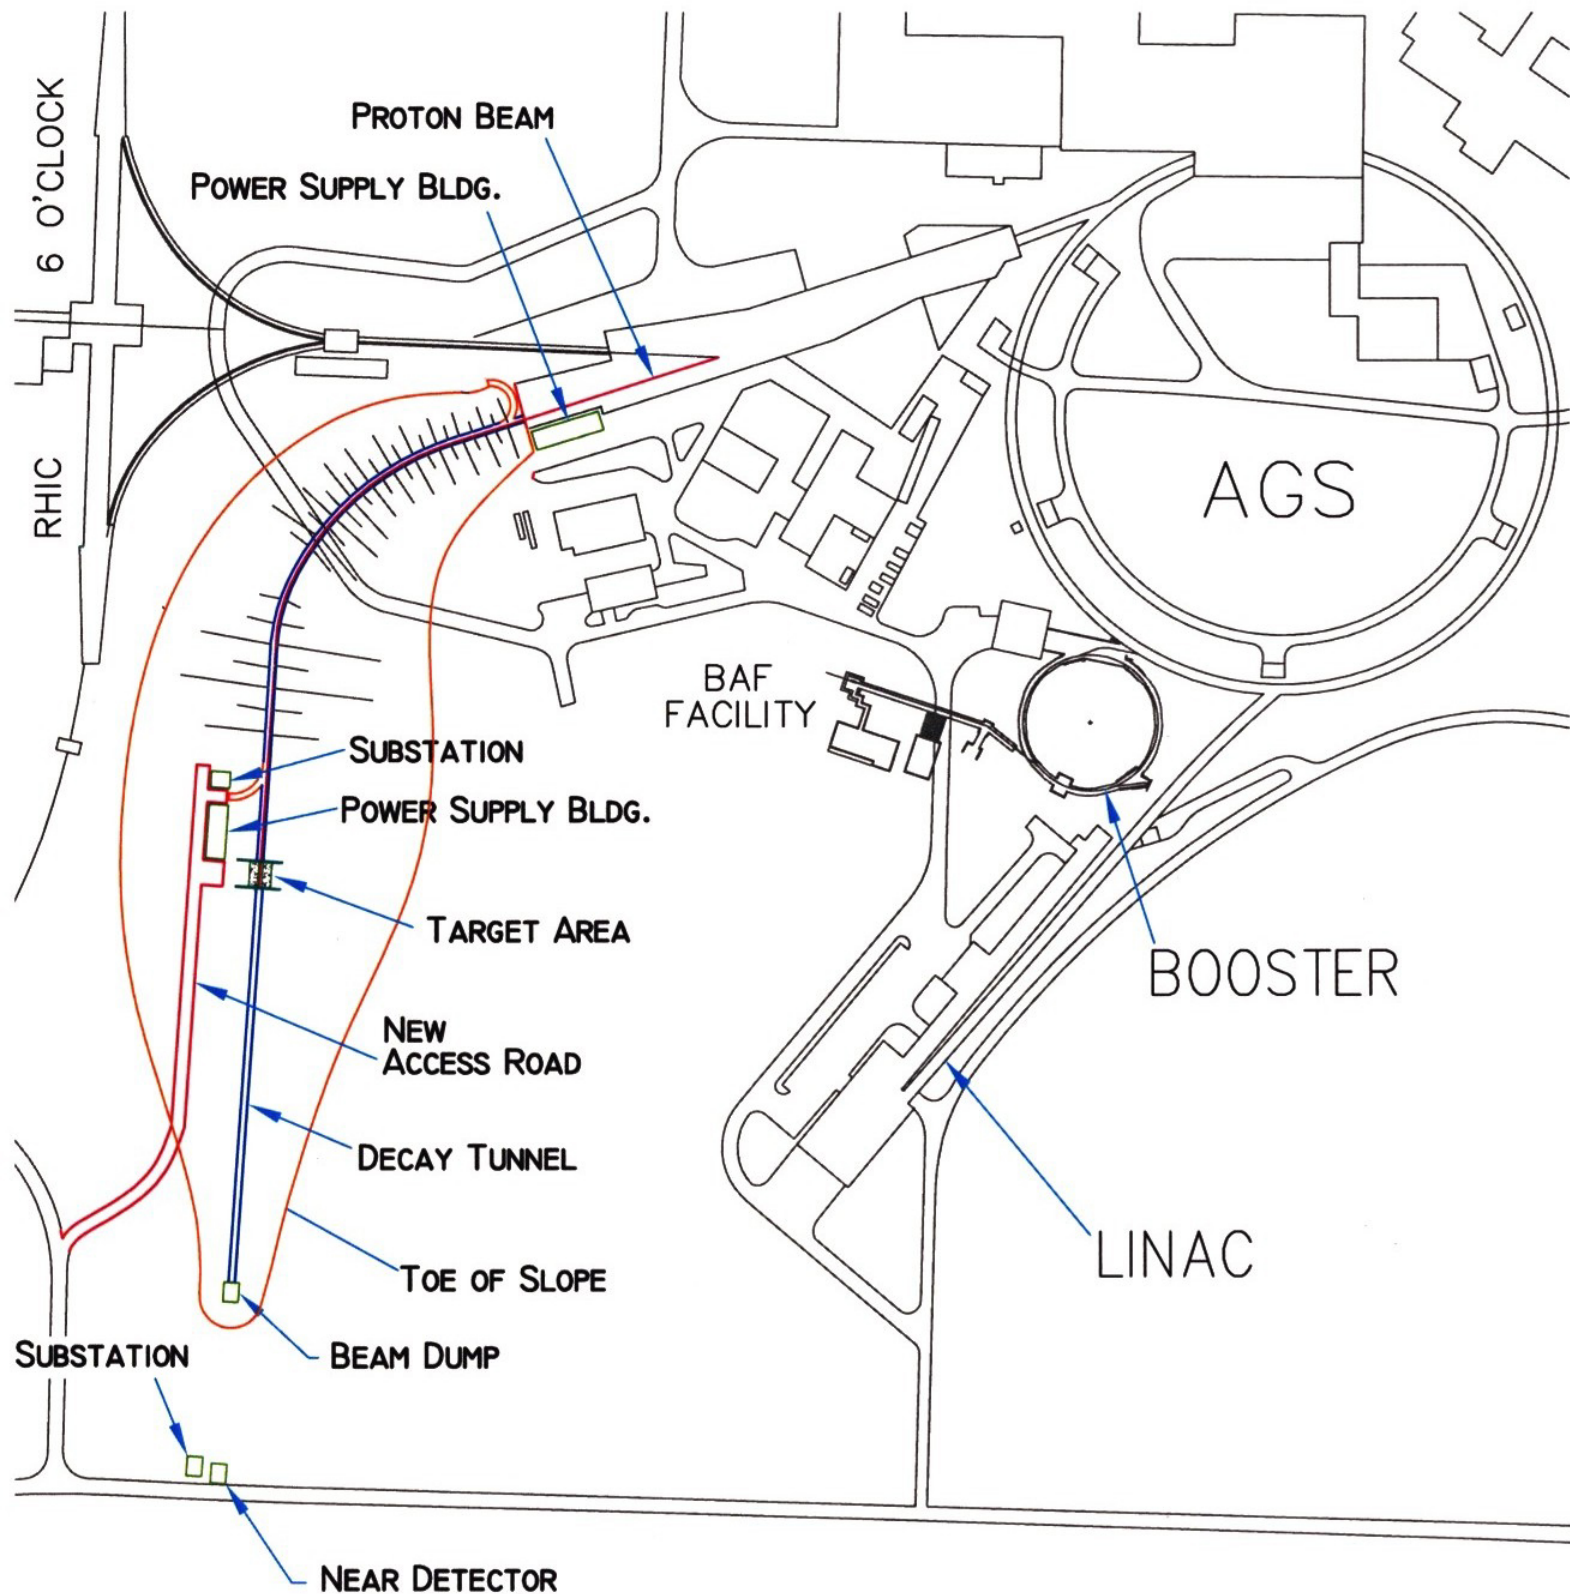 PROTON BEAM
POWER SUPPLY BLDG.
6 O'CLOCK
RHIC
AGS
BAF
FACILITY
SUBSTATION
POWER SUPPLY BLDG.
TARGET AREA
BOOSTER
NEW
ACCESS ROAD
DECAY TUNNEL
LINAC
TOE OF SLOPE
SUBSTATION
BEAM DUMP
NEAR DETECTOR